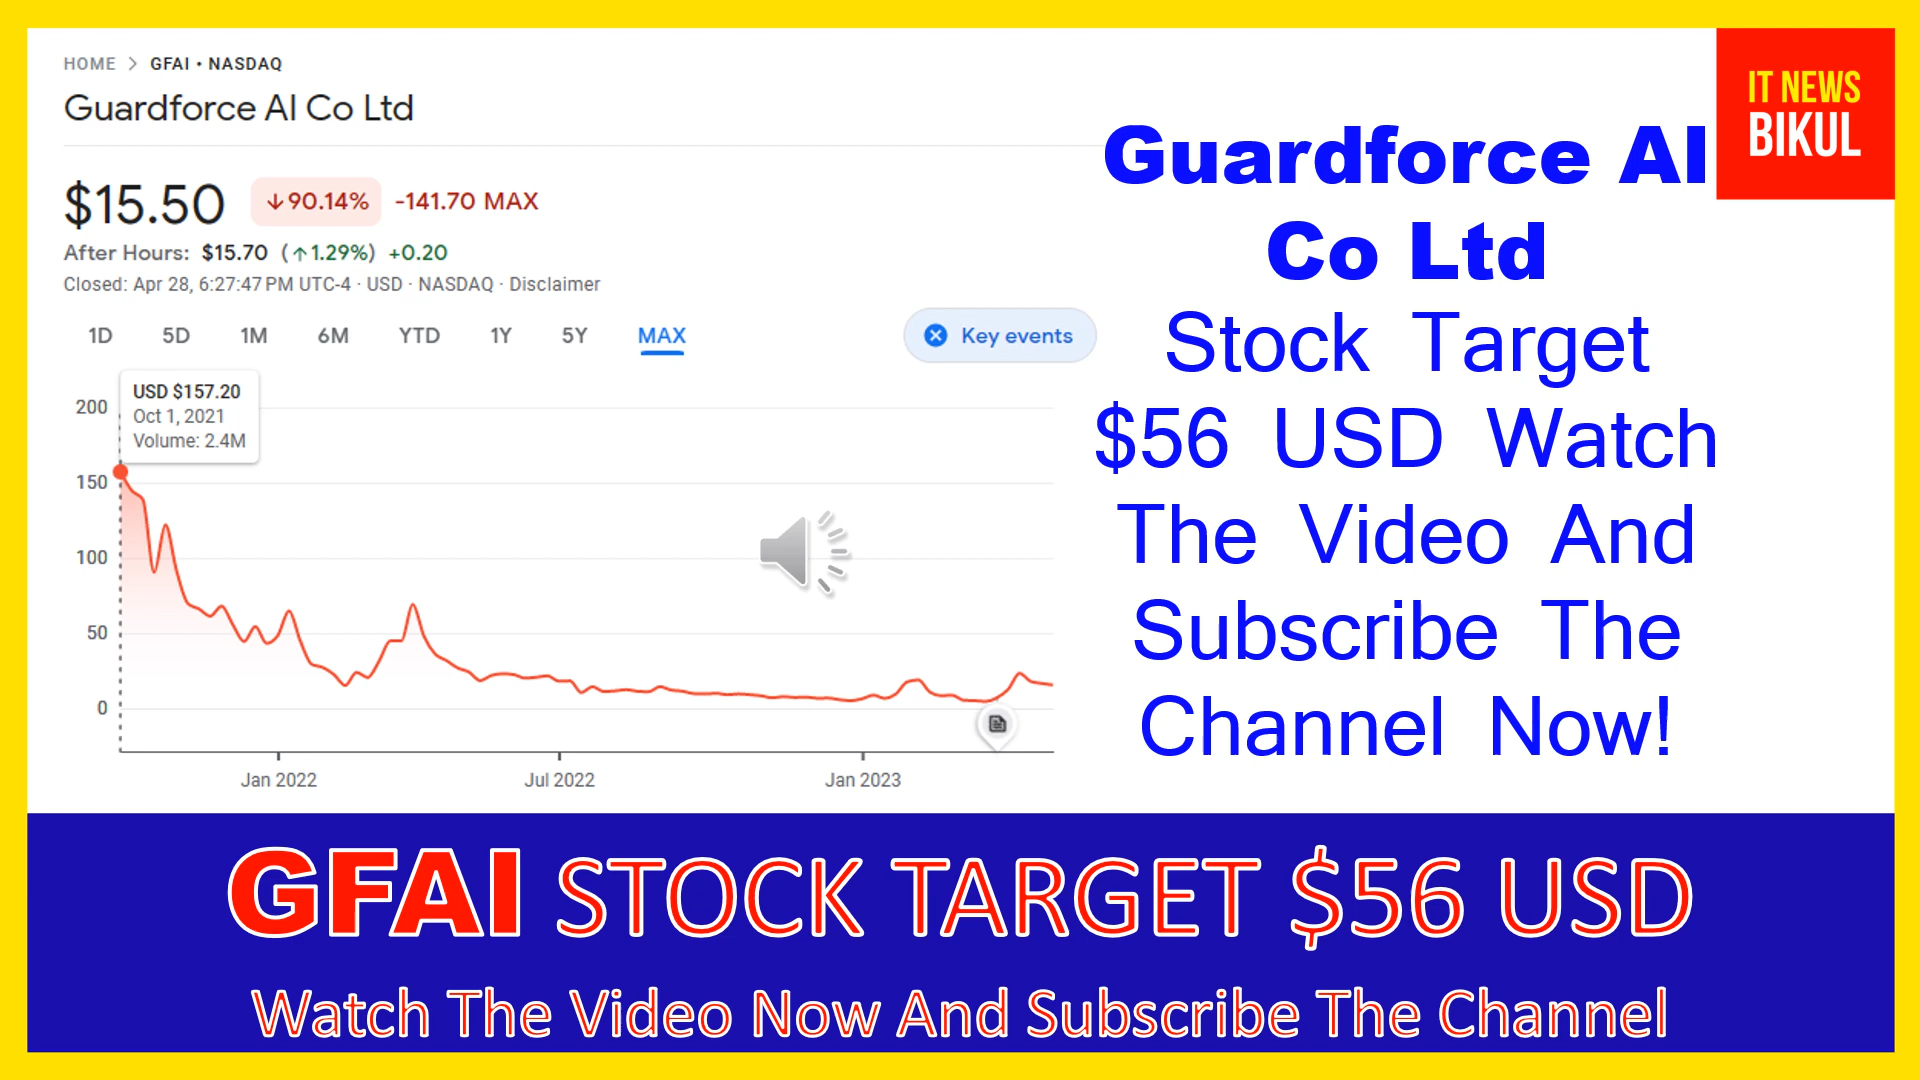 HOME > GFAI • NASDAQ
Guardforce AI Co Ltd
$15.50 ↓90.14% -141.70 MAX
After Hours: $15.70 (↑1.29%) +0.20
Closed: Apr 28, 6:27:47 PM UTC-4 · USD · NASDAQ · Disclaimer
1D 5D 1M 6M YTD 1Y 5Y MAX
Key events
USD $157.20
Oct 1, 2021
Volume: 2.4M
200
150
100
50
0
Jan 2022 Jul 2022 Jan 2023
IT NEWS
BIKUL
Guardforce AI
Co Ltd
Stock Target
$56 USD Watch
The Video And
Subscribe The
Channel Now!
GFAI STOCK TARGET $56 USD
Watch The Video Now And Subscribe The Channel